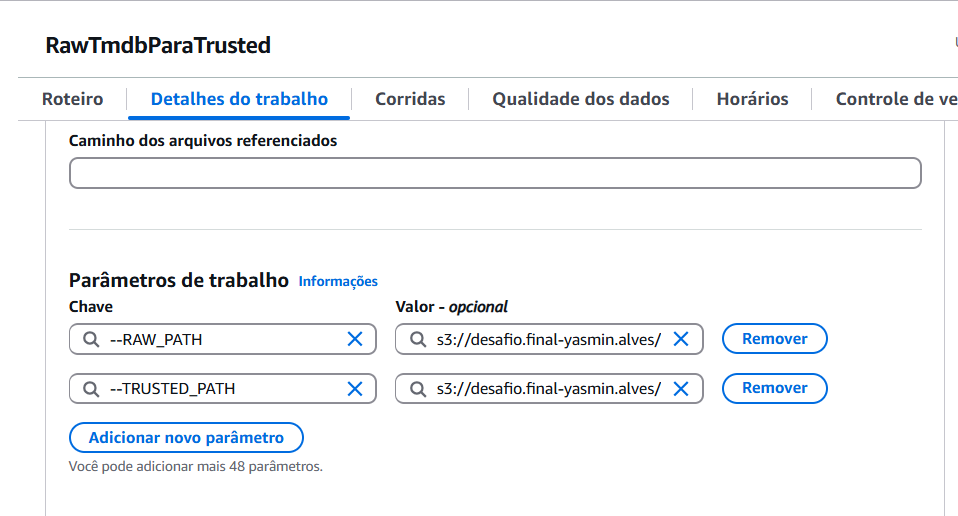 RawTmdbParaTrusted
Roteiro Detalhes do trabalho Corridas Qualidade dos dados Horários Controle de ve
Caminho dos arquivos referenciados
Parâmetros de trabalho Informações
Chave Valor - opcional
--RAW_PATH s3://desafio.final-yasmin.alves/ Remover
--TRUSTED_PATH s3://desafio.final-yasmin.alves/ Remover
Adicionar novo parâmetro
Você pode adicionar mais 48 parâmetros.